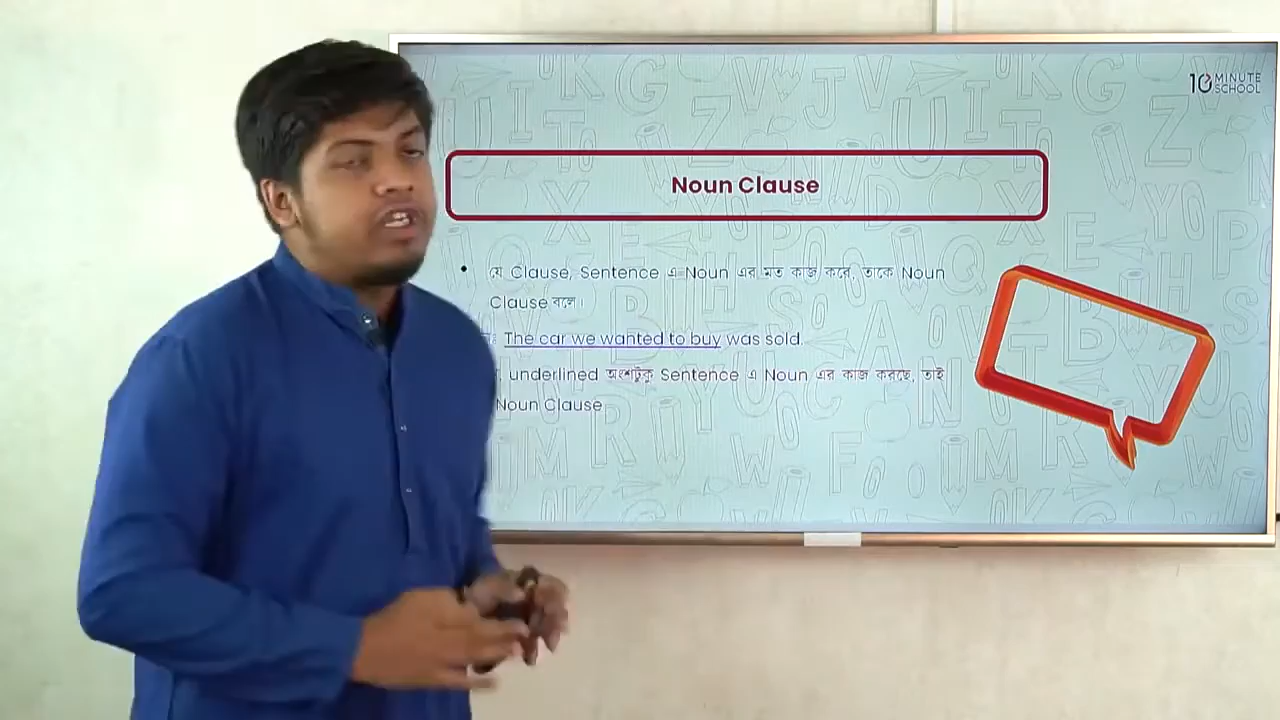 10 MINUTE
SCHOOL
Noun Clause
• যে Clause, Sentence এ Noun এর মত কাজ করে, তাকে Noun
Clause বলে।
The car we wanted to buy was sold.
underlined অংশটুকু Sentence এ Noun এর কাজ করছে, তাই
Noun Clause